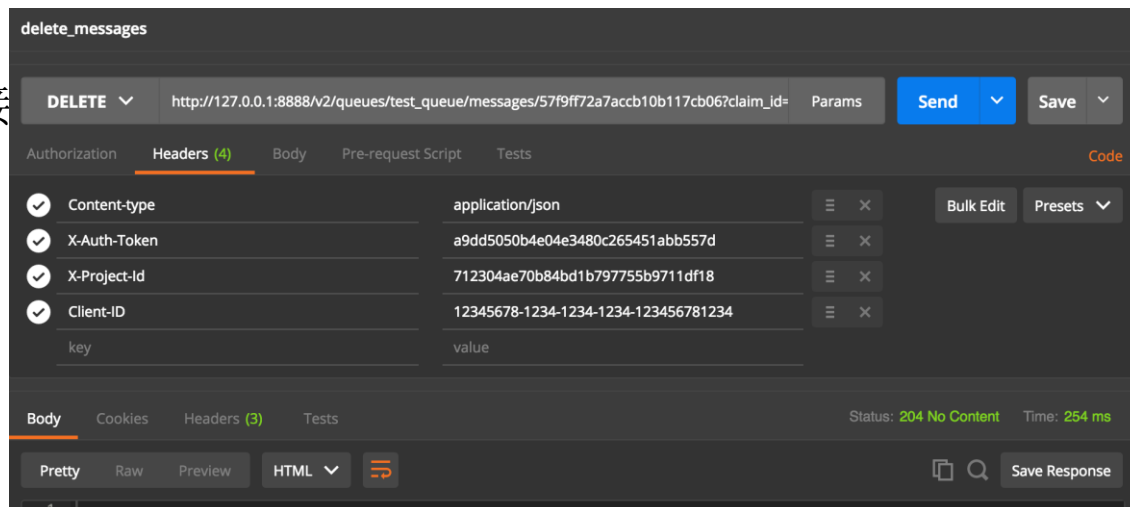 delete_messages
DELETE http://127.0.0.1:8888/v2/queues/test_queue/messages/57f9ff72a7accb10b117cb06?claim_id= Params Send Save
Authorization Headers (4) Body Pre-request Script Tests Code
Content-type application/json Bulk Edit Presets
X-Auth-Token a9dd5050b4e04e3480c265451abb557d
X-Project-Id 712304ae70b84bd1b797755b9711df18
Client-ID 12345678-1234-1234-1234-123456781234
key value
Body Cookies Headers (3) Tests Status: 204 No Content Time: 254 ms
Pretty Raw Preview HTML Save Response
1